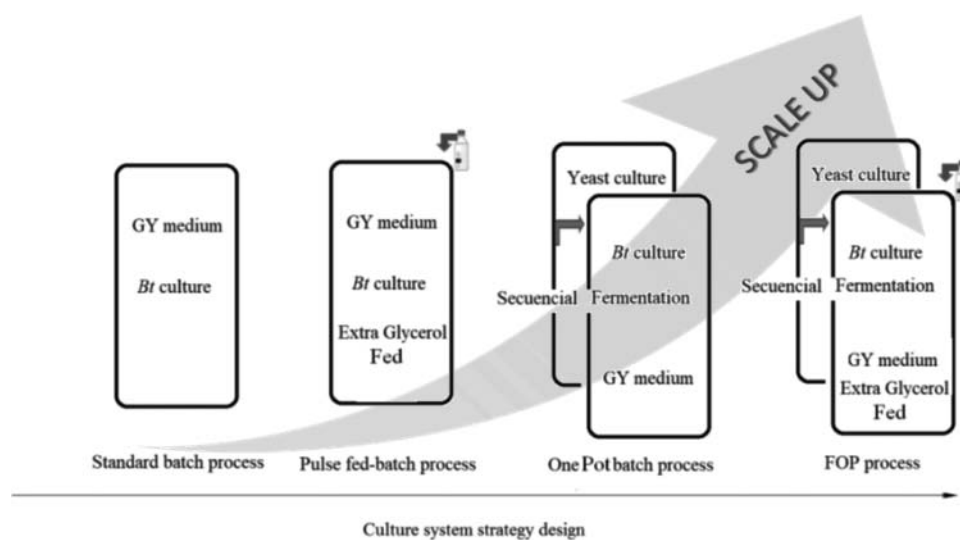 SCALE UP
GY medium
Bt culture
Standard batch process
GY medium
Bt culture
Extra Glycerol
Fed
Pulse fed-batch process
Yeast culture
Bt culture
Secuencial Fermentation
GY medium
One Pot batch process
Yeast culture
Bt culture
Secuencial Fermentation
GY medium
Extra Glycerol
Fed
FOP process
Culture system strategy design